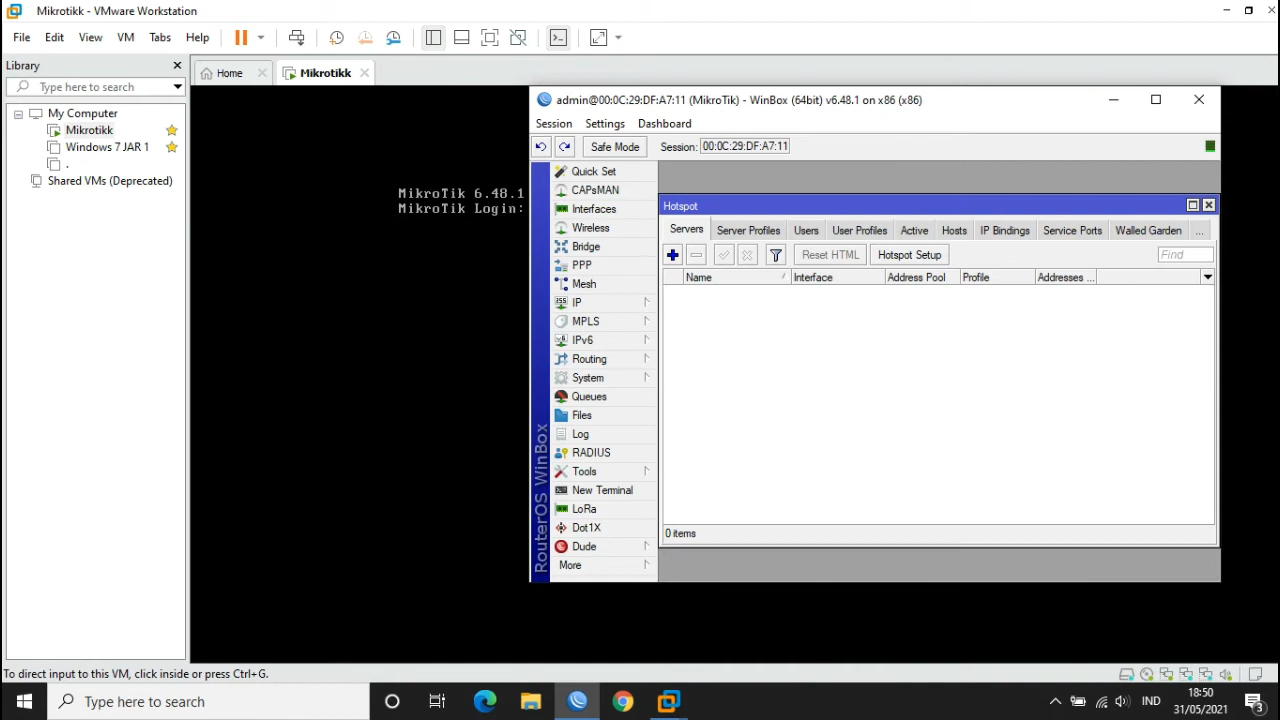 Mikrotikk - VMware Workstation
File Edit View VM Tabs Help
Library
Type here to search
My Computer
Mikrotikk
Windows 7 JAR 1
.
Shared VMs (Deprecated)
Home
Mikrotikk
MikroTik 6.48.1
MikroTik Login:
admin@00:0C:29:DF:A7:11 (MikroTik) - WinBox (64bit) v6.48.1 on x86 (x86)
Session Settings Dashboard
Safe Mode Session: 00:0C:29:DF:A7:11
RouterOS WinBox
Quick Set
CAPsMAN
Interfaces
Wireless
Bridge
PPP
Mesh
IP
MPLS
IPv6
Routing
System
Queues
Files
Log
RADIUS
Tools
New Terminal
LoRa
Dot1X
Dude
More
Hotspot
Servers Server Profiles Users User Profiles Active Hosts IP Bindings Service Ports Walled Garden ...
Reset HTML Hotspot Setup Find
Name Interface Address Pool Profile Addresses ...
0 items
To direct input to this VM, click inside or press Ctrl+G.
Type here to search
IND
18:50
31/05/2021
3